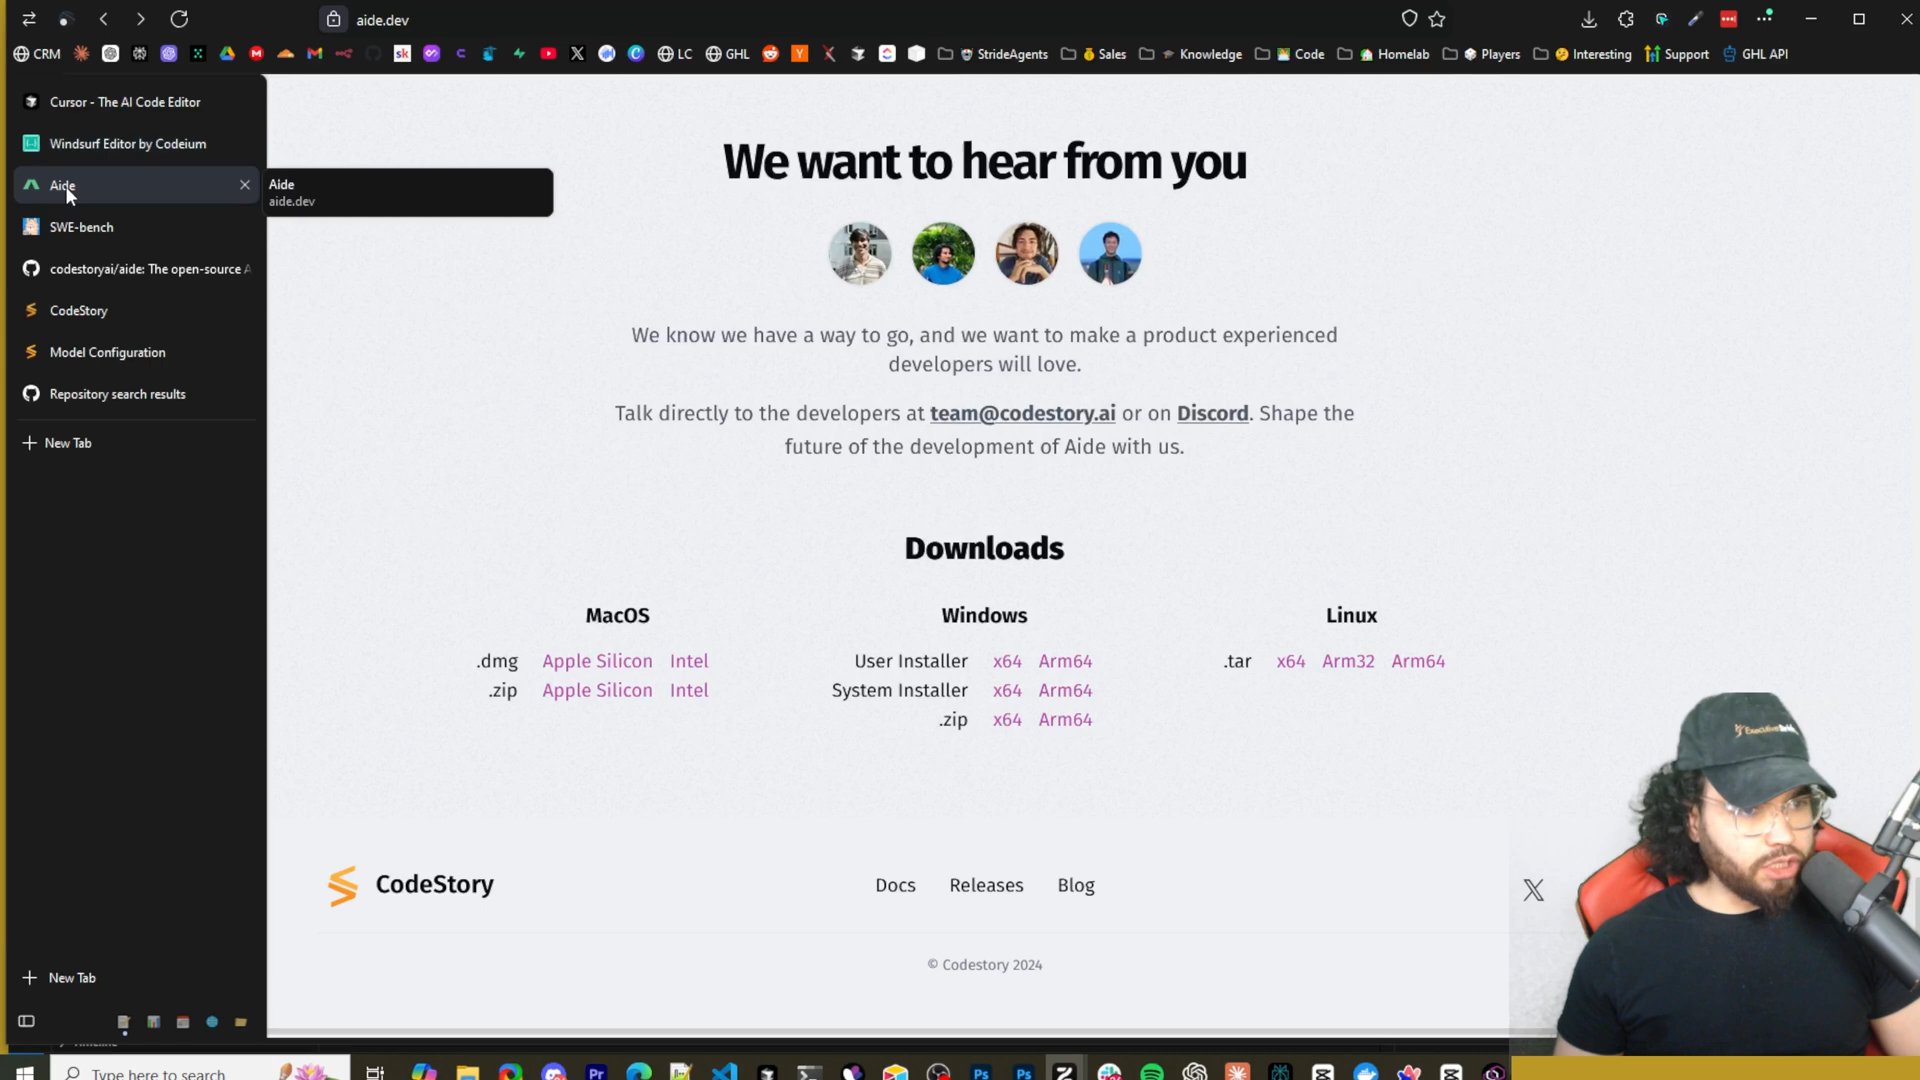 aide.dev
CRM
LC
GHL
StrideAgents
Sales
Knowledge
Code
Homelab
Players
Interesting
Support
GHL API
Cursor - The AI Code Editor
Windsurf Editor by Codeium
Aide
SWE-bench
codestoryai/aide: The open-source A
CodeStory
Model Configuration
Repository search results
New Tab
Aide
aide.dev
We want to hear from you
We know we have a way to go, and we want to make a product experienced
developers will love.
Talk directly to the developers at team@codestory.ai or on Discord. Shape the
future of the development of Aide with us.
Downloads
MacOS
.dmg Apple Silicon Intel
.zip Apple Silicon Intel
Windows
User Installer x64 Arm64
System Installer x64 Arm64
.zip x64 Arm64
Linux
.tar x64 Arm32 Arm64
CodeStory
Docs Releases Blog
© Codestory 2024
New Tab
Type here to search